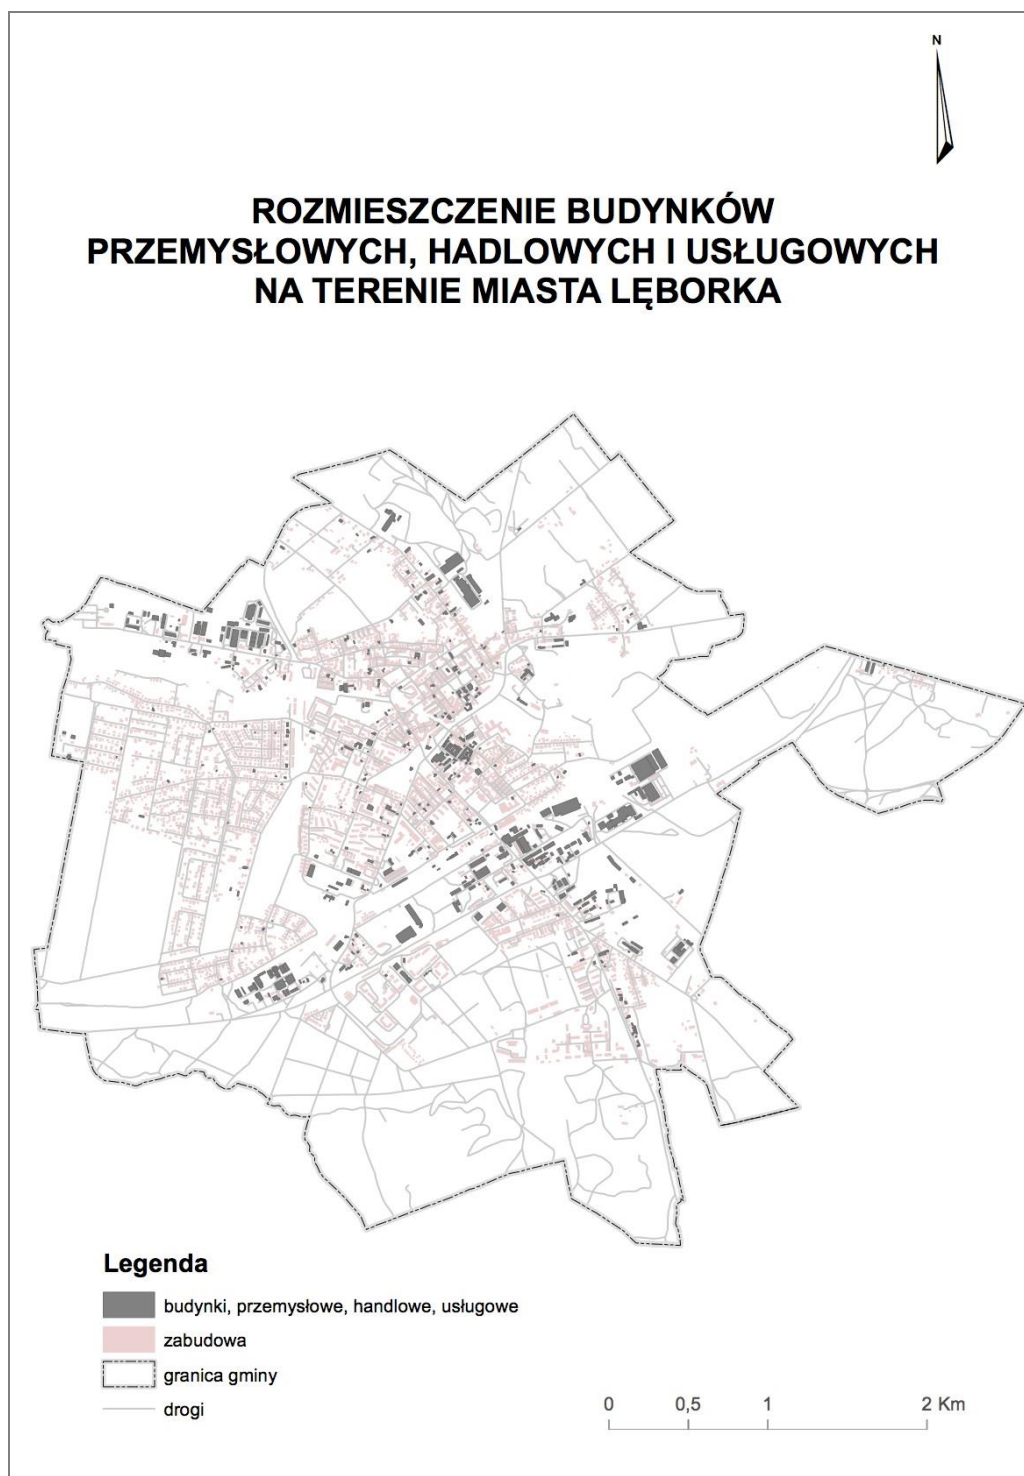 N
ROZMIESZCZENIE BUDYNKÓW
PRZEMYSŁOWYCH, HADLOWYCH I USŁUGOWYCH
NA TERENIE MIASTA LĘBORKA
Legenda
budynki, przemysłowe, handlowe, usługowe
zabudowa
granica gminy
drogi
0 0,5 1 2 Km